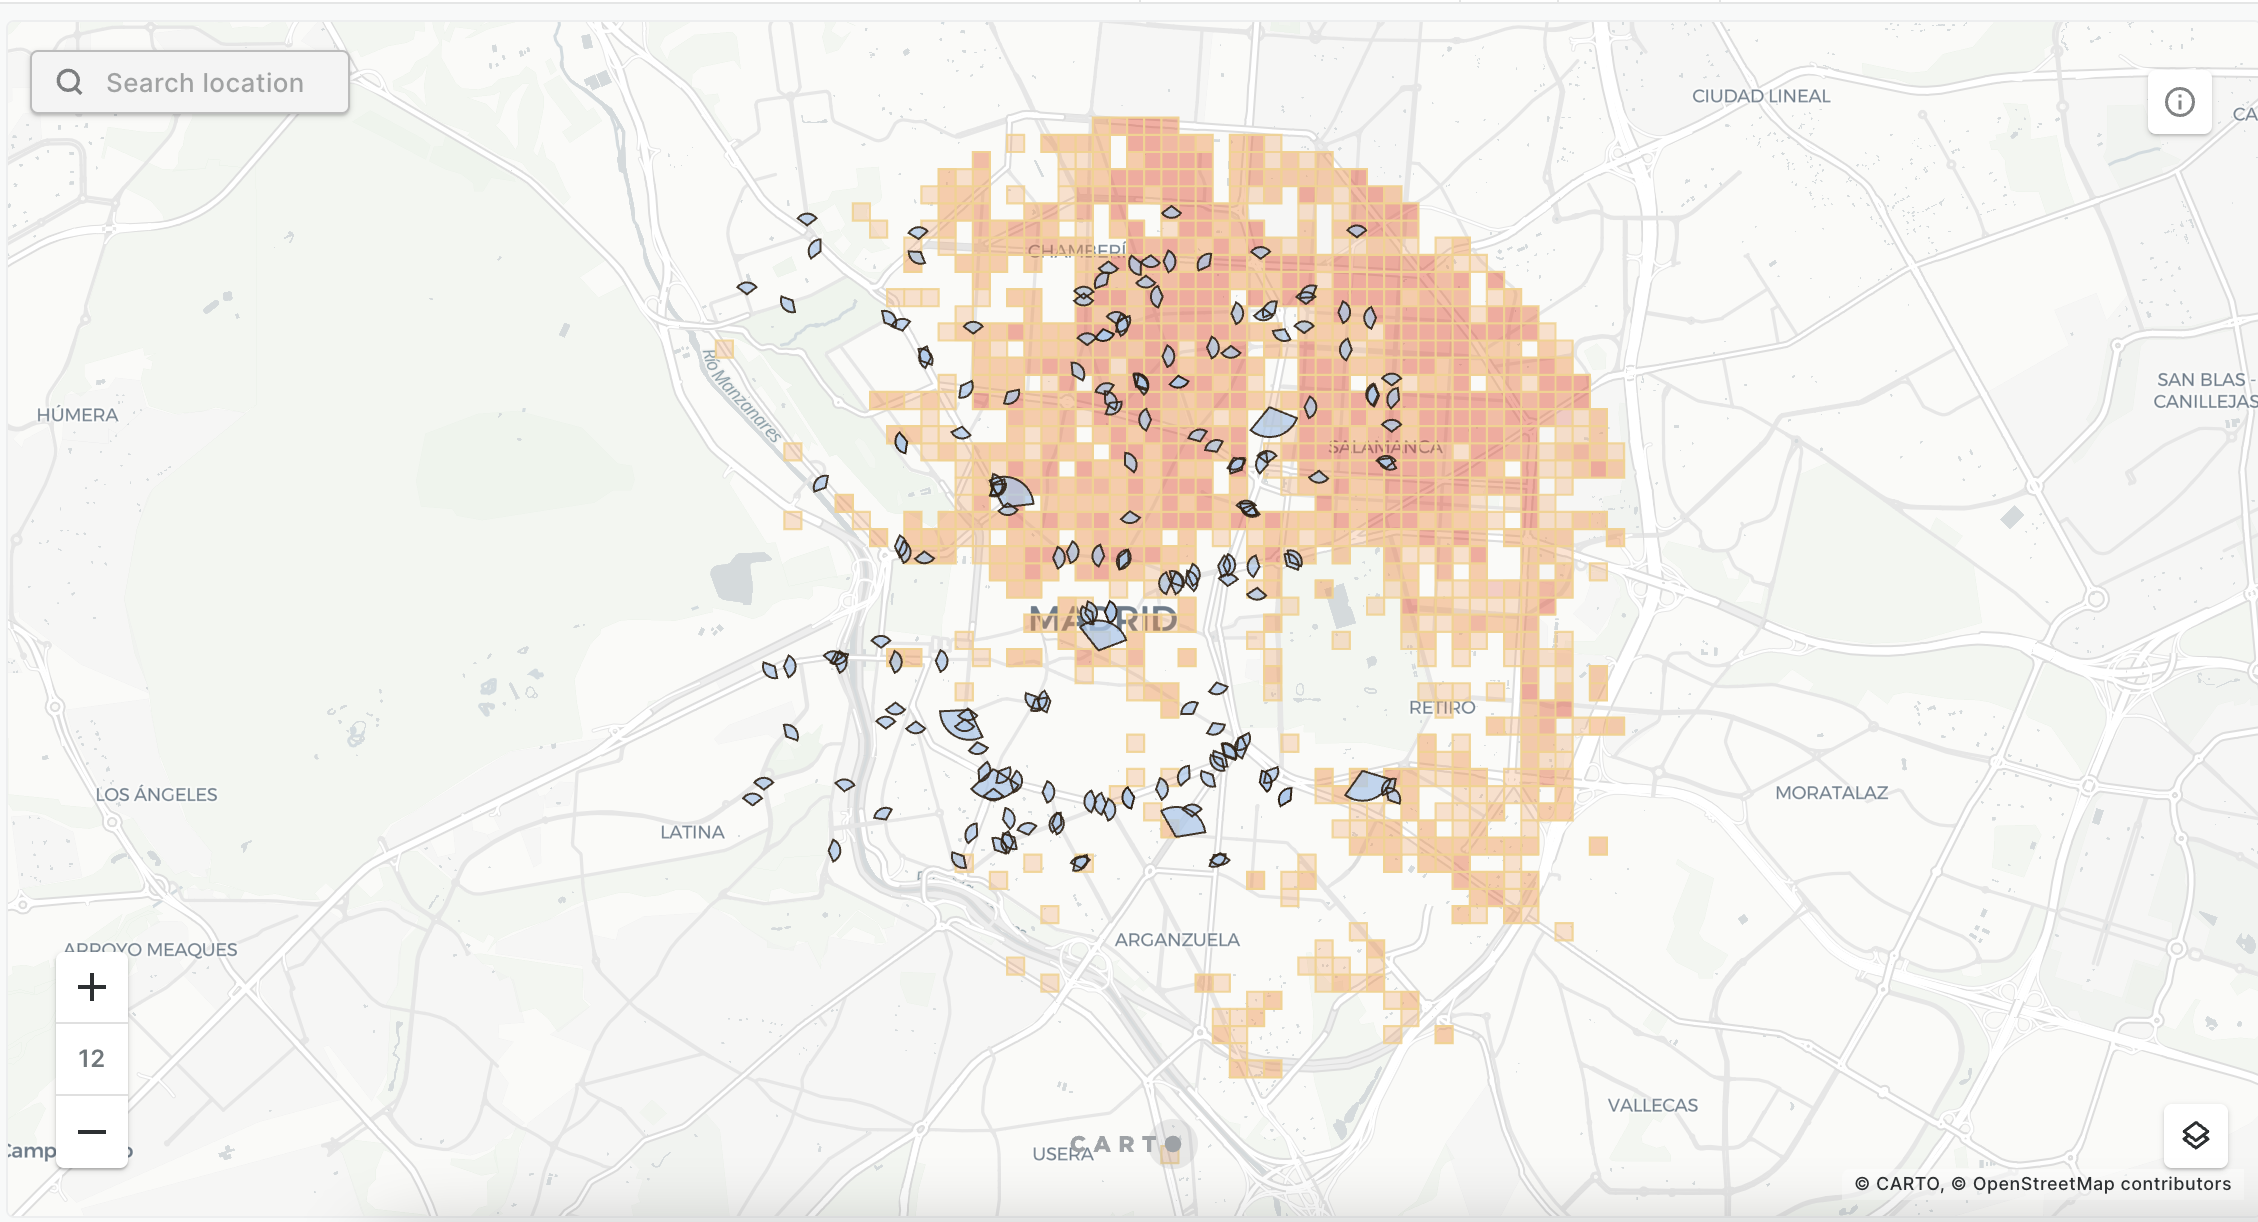 Search location
CIUDAD LINEAL
CA
CHAMBERÍ
Río Manzanares
SAN BLAS -
CANILLEJAS
HÚMERA
SALAMANCA
MADRID
RETIRO
LOS ÁNGELES
MORATALAZ
LATINA
ARGANZUELA
ARROYO MEAQUES
+
12
−
VALLECAS
Camp
CARTO
USERA
© CARTO, © OpenStreetMap contributors